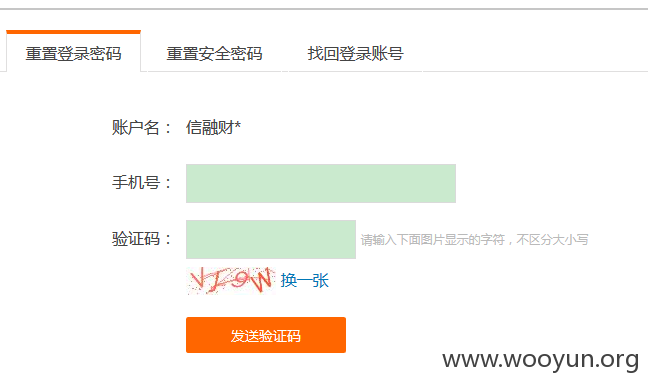 重置登录密码 重置安全密码 找回登录账号
账户名： 信融财*
手机号：
验证码： 请输入下面图片显示的字符，不区分大小写
换一张
发送验证码
www.wooyun.org